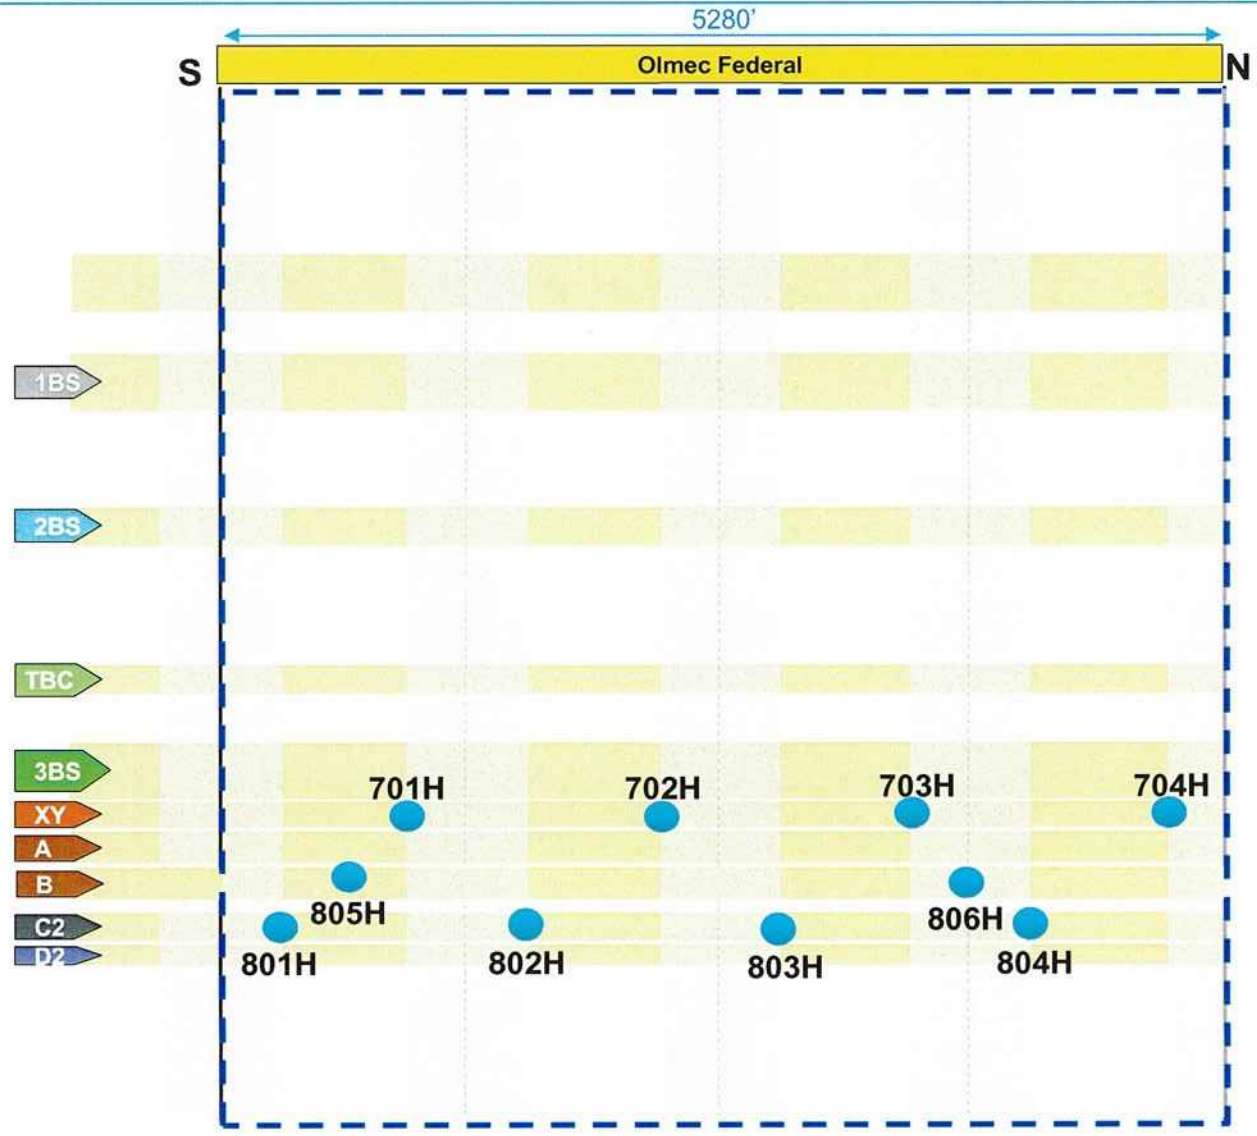 5280'
S
Olmec Federal
N
1BS
2BS
TBC
3BS
701H
702H
703H
704H
XY
A
B
805H
806H
C2
D2
801H
802H
803H
804H